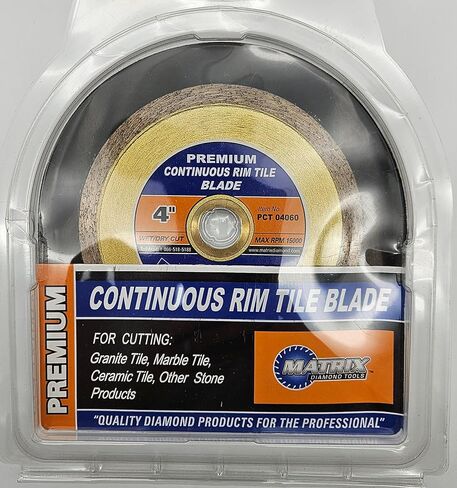 PREMIUM
CONTINUOUS RIM TILE
BLADE
4"
Item No.
PCT 04060
WET/DRY CUT
MAX RPM 15000
www.matrixdiamond.com
PREMIUM
CONTINUOUS RIM TILE BLADE
FOR CUTTING:
Granite Tile, Marble Tile,
Ceramic Tile, Other Stone
Products
MATRIX
DIAMOND TOOLS
"QUALITY DIAMOND PRODUCTS FOR THE PROFESSIONAL"